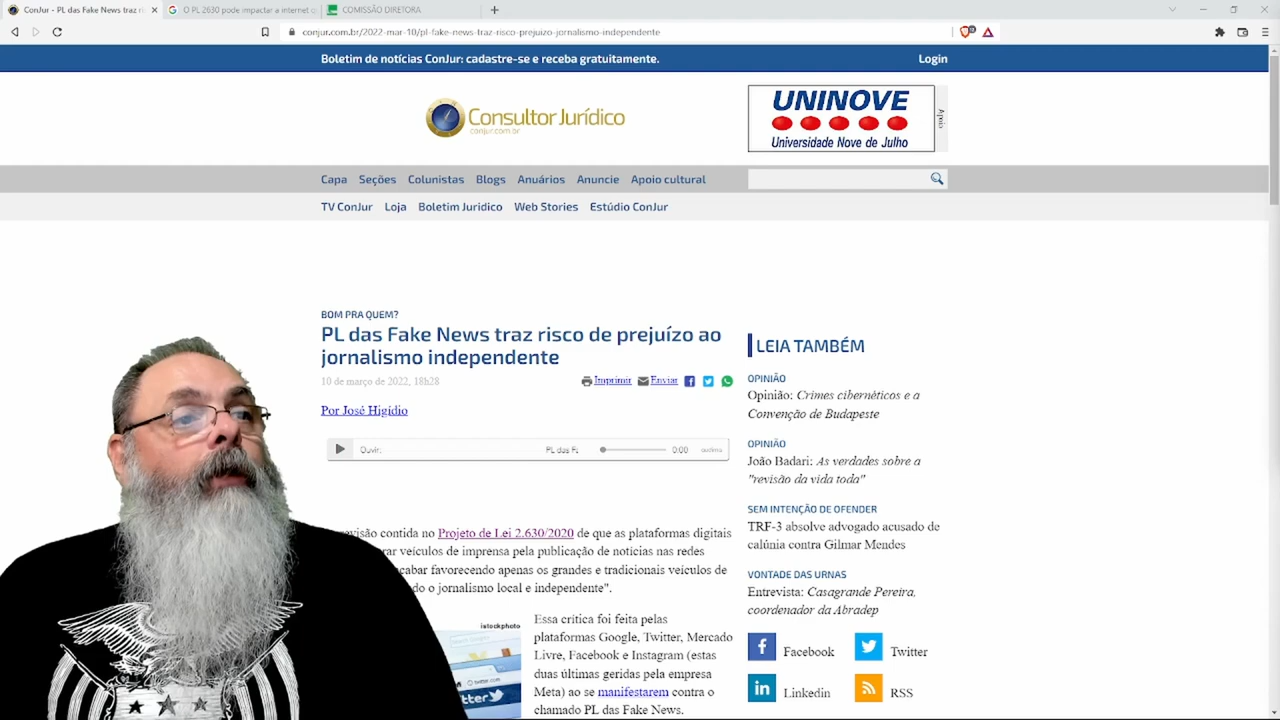 ConJur - PL das Fake News traz ri
O PL 2630 pode impactar a internet
COMISSÃO DIRETORA
conjur.com.br/2022-mar-10/pl-fake-news-traz-risco-prejuizo-jornalismo-independente
Boletim de notícias ConJur: cadastre-se e receba gratuitamente.
Login
Consultor Jurídico
conjur.com.br
UNINOVE
Universidade Nove de Julho
Apoio
Capa Seções Colunistas Blogs Anuários Anuncie Apoio cultural
TV ConJur Loja Boletim Juridico Web Stories Estúdio ConJur
BOM PRA QUEM?
PL das Fake News traz risco de prejuízo ao
jornalismo independente
10 de março de 2022, 18h28
Imprimir Enviar
Por José Higídio
Ouvir: PL das F 0:00 audima
visão contida no Projeto de Lei 2.630/2020 de que as plataformas digitais
rar veículos de imprensa pela publicação de notícias nas redes
cabar favorecendo apenas os grandes e tradicionais veículos de
do o jornalismo local e independente".
istockphoto
Essa crítica foi feita pelas
plataformas Google, Twitter, Mercado
Livre, Facebook e Instagram (estas
duas últimas geridas pela empresa
Meta) ao se manifestarem contra o
chamado PL das Fake News.
LEIA TAMBÉM
OPINIÃO
Opinião: Crimes cibernéticos e a
Convenção de Budapeste
OPINIÃO
João Badari: As verdades sobre a
"revisão da vida toda"
SEM INTENÇÃO DE OFENDER
TRF-3 absolve advogado acusado de
calúnia contra Gilmar Mendes
VONTADE DAS URNAS
Entrevista: Casagrande Pereira,
coordenador da Abradep
Facebook Twitter
Linkedin RSS